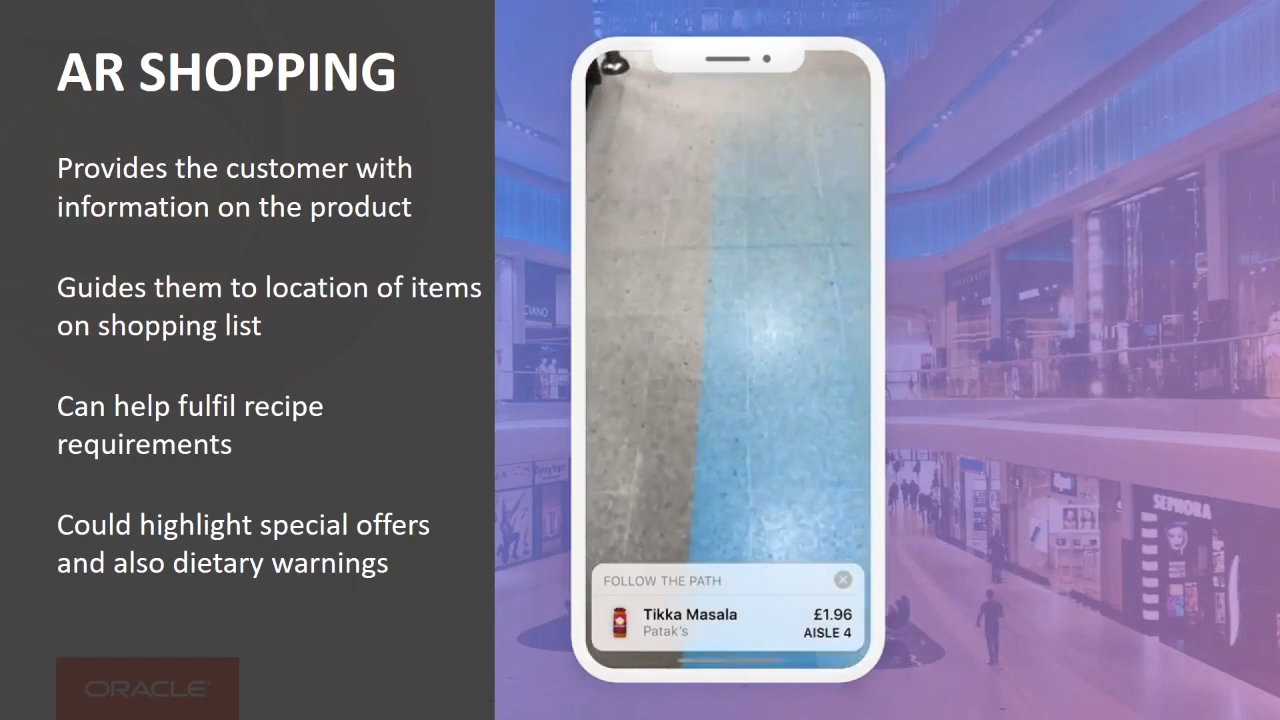 AR SHOPPING
Provides the customer with
information on the product
Guides them to location of items
on shopping list
Can help fulfil recipe
requirements
Could highlight special offers
and also dietary warnings
ORACLE
FOLLOW THE PATH
Tikka Masala
£1.96
Patak's
AISLE 4
SEPHORA